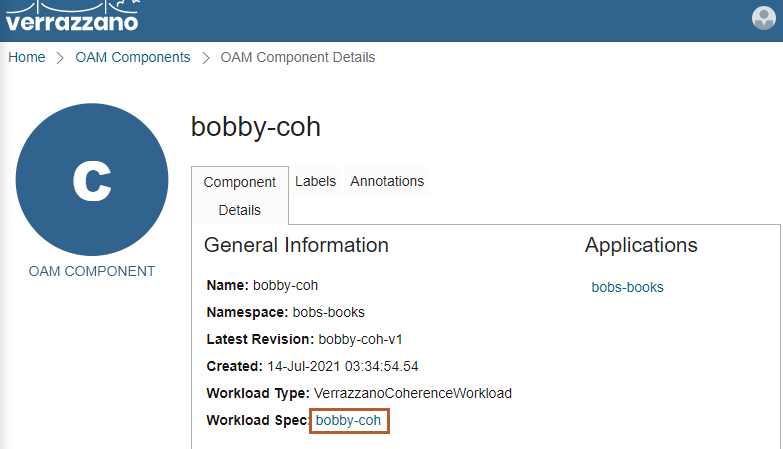 verrazzano
Home > OAM Components > OAM Component Details
bobby-coh
C
OAM COMPONENT
Component Details
Labels
Annotations
General Information
Name: bobby-coh
Namespace: bobs-books
Latest Revision: bobby-coh-v1
Created: 14-Jul-2021 03:34:54.54
Workload Type: VerrazzanoCoherenceWorkload
Workload Spec: bobby-coh
Applications
bobs-books